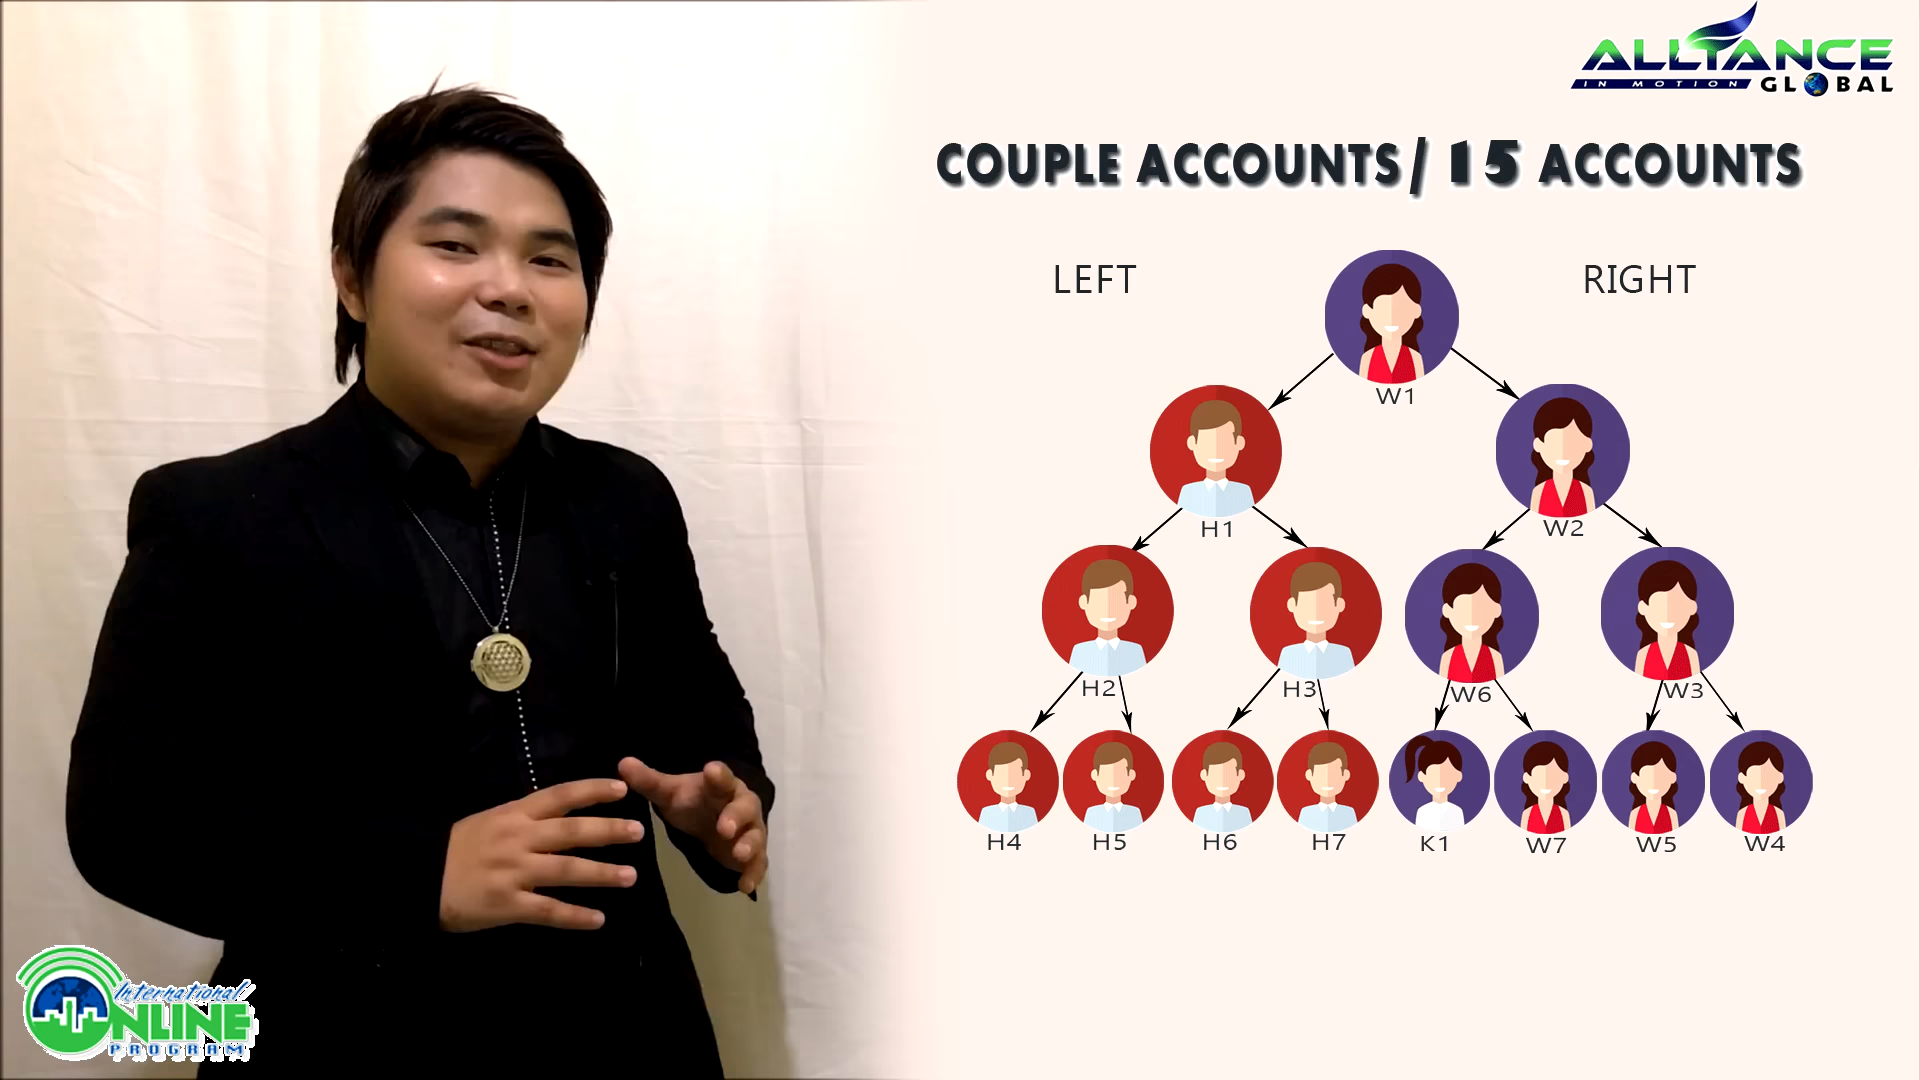 ALLIANCE
IN MOTION GLOBAL
COUPLE ACCOUNTS/ 15 ACCOUNTS
LEFT
RIGHT
W1
H1
W2
H2
H3
W6
W3
H4
H5
H6
H7
K1
W7
W5
W4
International
ONLINE
PROGRAM